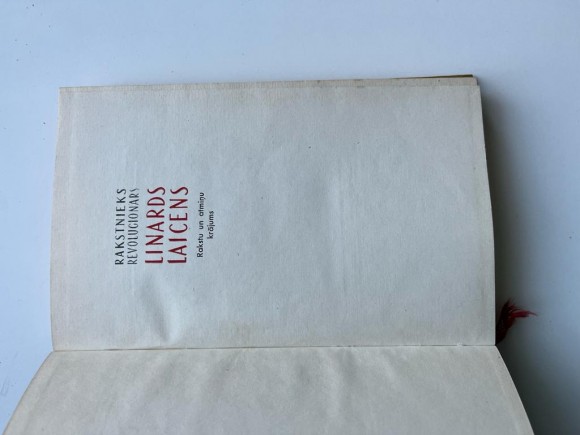 RAKSTNIEKS
REVOLUCIONĀRS
LINARDS
LAICENS
Rakstu un atmiņu
krājums